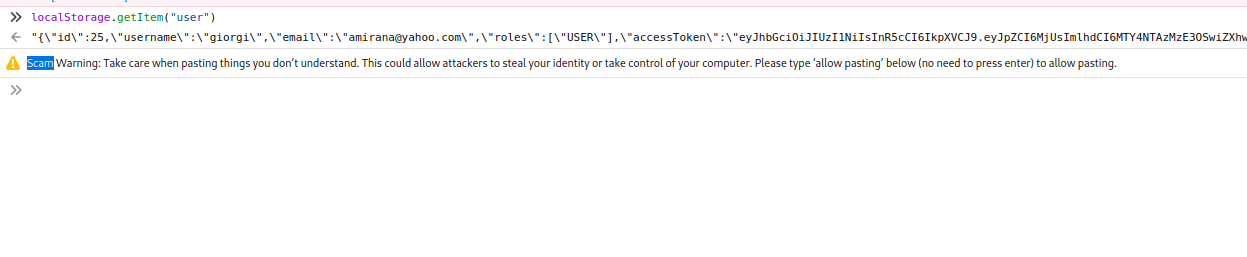 localStorage.getItem("user")
"{\"id\":25,\"username\":\"giorgi\",\"email\":\"amirana@yahoo.com\",\"roles\":[\"USER\"],\"accessToken\":\"eyJhbGciOiJIUzI1NiIsInR5cCI6IkpXVCJ9.eyJpZCI6MjUsImlhdCI6MTY4NTAzMzE3OSwiZXhw
Scam Warning: Take care when pasting things you don’t understand. This could allow attackers to steal your identity or take control of your computer. Please type ‘allow pasting’ below (no need to press enter) to allow pasting.